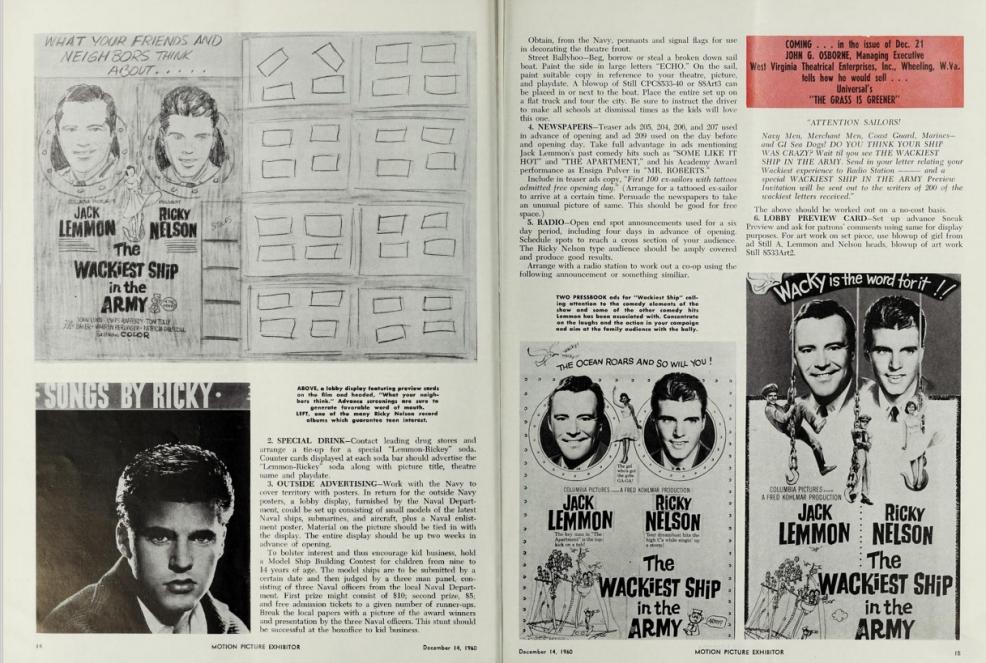 WHAT YOUR FRIENDS AND
NEIGHBORS THINK
ABOUT.....
PRESENT
JACK
LEMMON
RICKY
NELSON
The
WACKiEST SHiP
in the
ARMY
COLOR
SONGS BY RICKY
ABOVE, a lobby display featuring preview cards
on the film and headed, "What your neigh-
bors think." Advance screenings are sure to
generate favorable word of mouth.
LEFT, one of the many Ricky Nelson record
albums which guarantee teen interest.
2. SPECIAL DRINK—Contact leading drug stores and
arrange a tie-up for a special "Lemmon-Rickey" soda.
Counter cards displayed at each soda bar should advertise the
"Lemmon-Rickey" soda along with picture title, theatre
name and playdate.
3. OUTSIDE ADVERTISING—Work with the Navy to
cover territory with posters. In return for the outside Navy
posters, a lobby display, furnished by the Naval Depart-
ment, could be set up consisting of small models of the latest
Naval ships, submarines, and aircraft, plus a Naval enlist-
ment poster. Material on the picture should be tied in with
the display. The entire display should be up two weeks in
advance of opening.
To bolster interest and thus encourage kid business, hold
a Model Ship Building Contest for children from nine to
14 years of age. The model ships are to be submitted by a
certain date and then judged by a three man panel, con-
sisting of three Naval officers from the local Naval Depart-
ment. First prize might consist of $10; second prize, $5;
and free admission tickets to a given number of runner-ups.
Break the local papers with a picture of the award winners
and presentation by the three Naval officers. This stunt should
be successful at the boxoffice to kid business.
14
MOTION PICTURE EXHIBITOR
December 14, 1960
Obtain, from the Navy, pennants and signal flags for use
in decorating the theatre front.
Street Ballyhoo—Beg, borrow or steal a broken down sail
boat. Paint the side in large letters "ECHO." On the sail,
paint suitable copy in reference to your theatre, picture,
and playdate. A blowup of Still CPCS533-40 or 8SArt3 can
be placed in or next to the boat. Place the entire set up on
a flat truck and tour the city. Be sure to instruct the driver
to make all schools at dismissal times as the kids will love
this one.
4. NEWSPAPERS—Teaser ads 205, 204, 206, and 207 used
in advance of opening and ad 209 used on the day before
and opening day. Take full advantage in ads mentioning
Jack Lemmon's past comedy hits such as "SOME LIKE IT
HOT" and "THE APARTMENT," and his Academy Award
performance as Ensign Pulver in "MR. ROBERTS."
Include in teaser ads copy, "First 100 ex-sailors with tattoos
admitted free opening day." (Arrange for a tattooed ex-sailor
to arrive at a certain time. Persuade the newspapers to take
an unusual picture of same. This should be good for free
space.)
5. RADIO—Open end spot announcements used for a six
day period, including four days in advance of opening.
Schedule spots to reach a cross section of your audience.
The Ricky Nelson type audience should be amply covered
and produce good results.
Arrange with a radio station to work out a co-op using the
following announcement or something similiar.
TWO PRESSBOOK ads for "Wackiest Ship" call-
ing attention to the comedy elements of the
show and some of the other comedy hits
Lemmon has been associated with. Concentrate
on the laughs and the action in your campaign
and aim at the family audience with the bally.
THE OCEAN ROARS AND SO WILL YOU!
The girl
who's got
the gobs
GA-GA!
COLUMBIA PICTURES—A FRED KOHLMAR PRODUCTION
JACK
LEMMON
RICKY
NELSON
The
WACKiEST SHiP
in the
ARMY
December 14, 1960
MOTION PICTURE EXHIBITOR
15
COMING . . . in the issue of Dec. 21
JOHN G. OSBORNE, Managing Executive
West Virginia Theatrical Enterprises, Inc., Wheeling, W.Va.
tells how he would sell . . .
Universal's
"THE GRASS IS GREENER"
"ATTENTION SAILORS!
Navy Men, Merchant Men, Coast Guard, Marines—
and GI Sea Dogs! DO YOU THINK YOUR SHIP
WAS CRAZY? Wait til you see THE WACKIEST
SHIP IN THE ARMY. Send in your letter relating your
Wackiest experience to Radio Station —— and a
special WACKIEST SHIP IN THE ARMY Preview
Invitation will be sent out to the writers of 200 of the
wackiest letters received."
The above should be worked out on a no-cost basis.
6. LOBBY PREVIEW CARD—Set up advance Sneak
Preview and ask for patrons' comments using same for display
purposes. For art work on set piece, use blowup of girl from
ad Still A, Lemmon and Nelson heads, blowup of art work
Still 8533Art2.
WACKY is the word for it!!
COLUMBIA PICTURES—
A FRED KOHLMAR PRODUCTION
JACK
LEMMON
RICKY
NELSON
The
WACKiEST SHiP
in the
ARMY